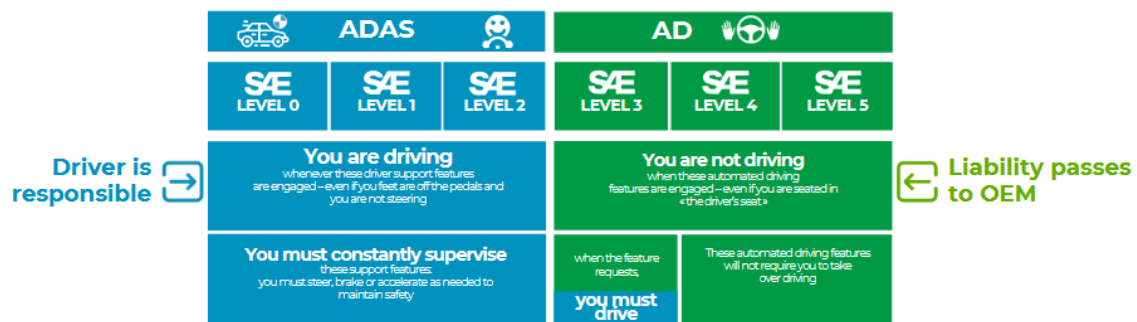 ADAS
AD
SAE
LEVEL 0
SAE
LEVEL 1
SAE
LEVEL 2
SAE
LEVEL 3
SAE
LEVEL 4
SAE
LEVEL 5
Driver is
responsible
You are driving
whenever these driver support features
are engaged – even if you feet are off the pedals and
you are not steering
You are not driving
when these automated driving
features are engaged – even if you are seated in
« the driver's seat »
Liability passes
to OEM
You must constantly supervise
these support features:
you must steer, brake or accelerate as needed to
maintain safety
when the feature
requests,
you must
drive
These automated driving features
will not require you to take
over driving